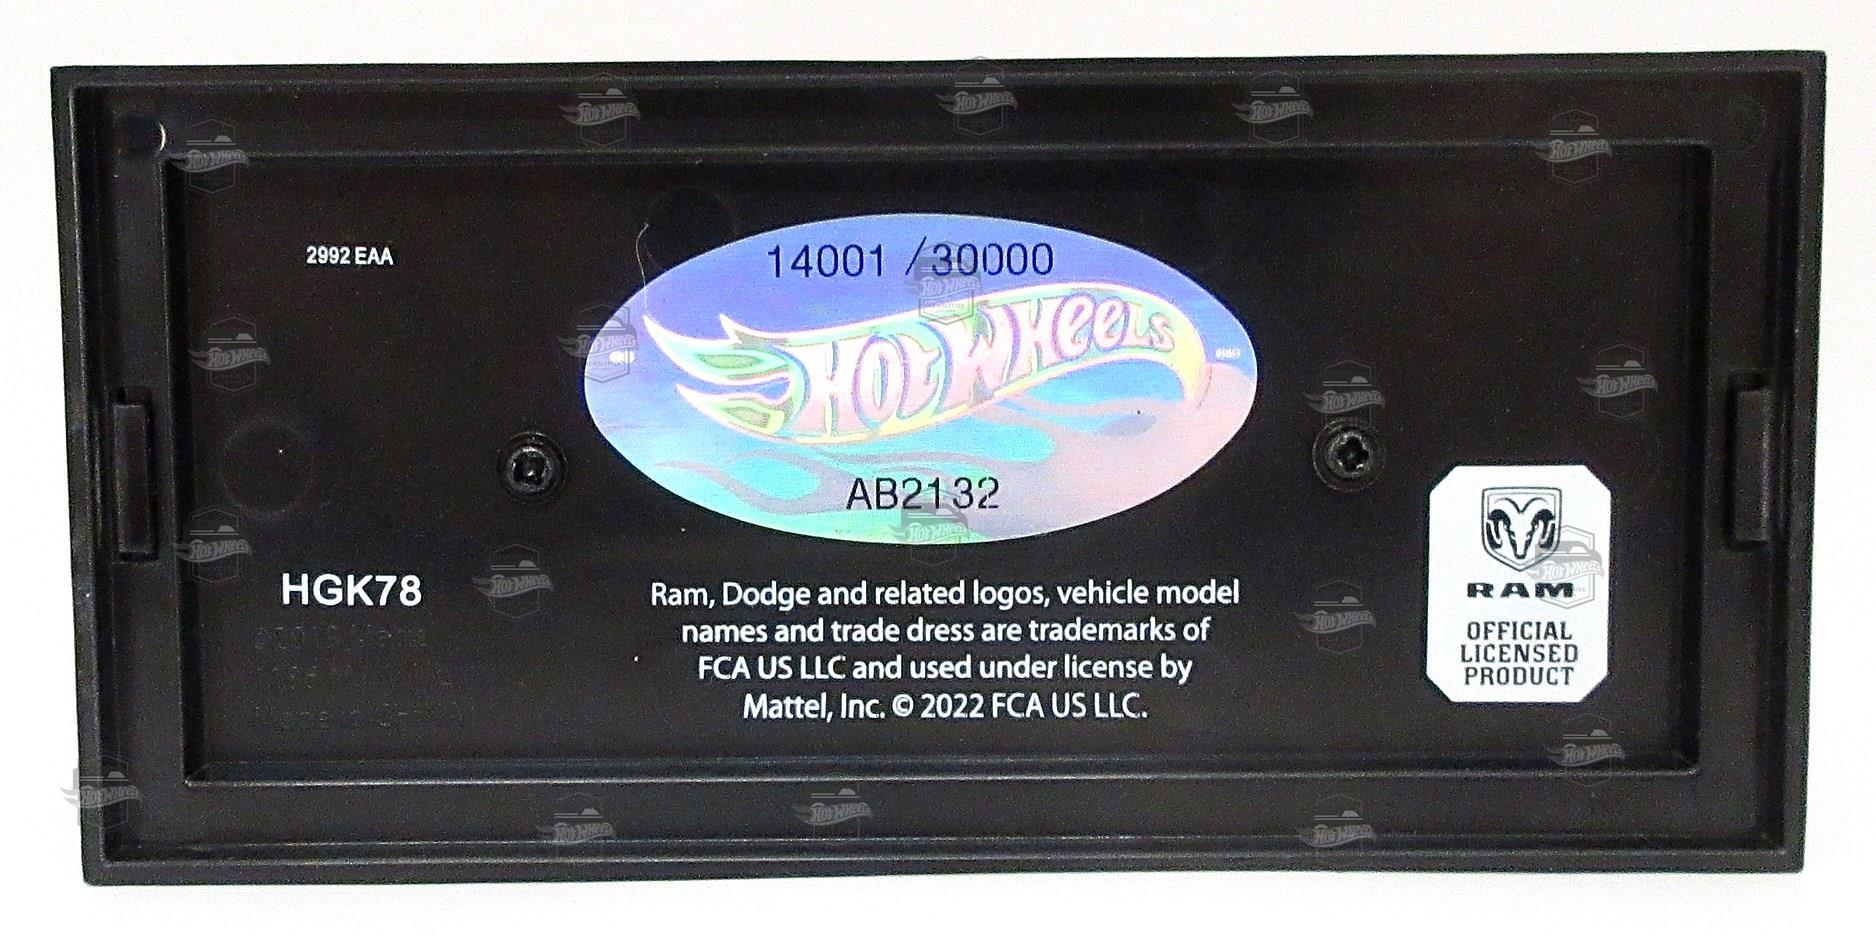 2992 EAA
14001 / 30000
HOT WHEELS
AB2132
HGK78
Ram, Dodge and related logos, vehicle model
names and trade dress are trademarks of
FCA US LLC and used under license by
Mattel, Inc. © 2022 FCA US LLC.
RAM
OFFICIAL
LICENSED
PRODUCT